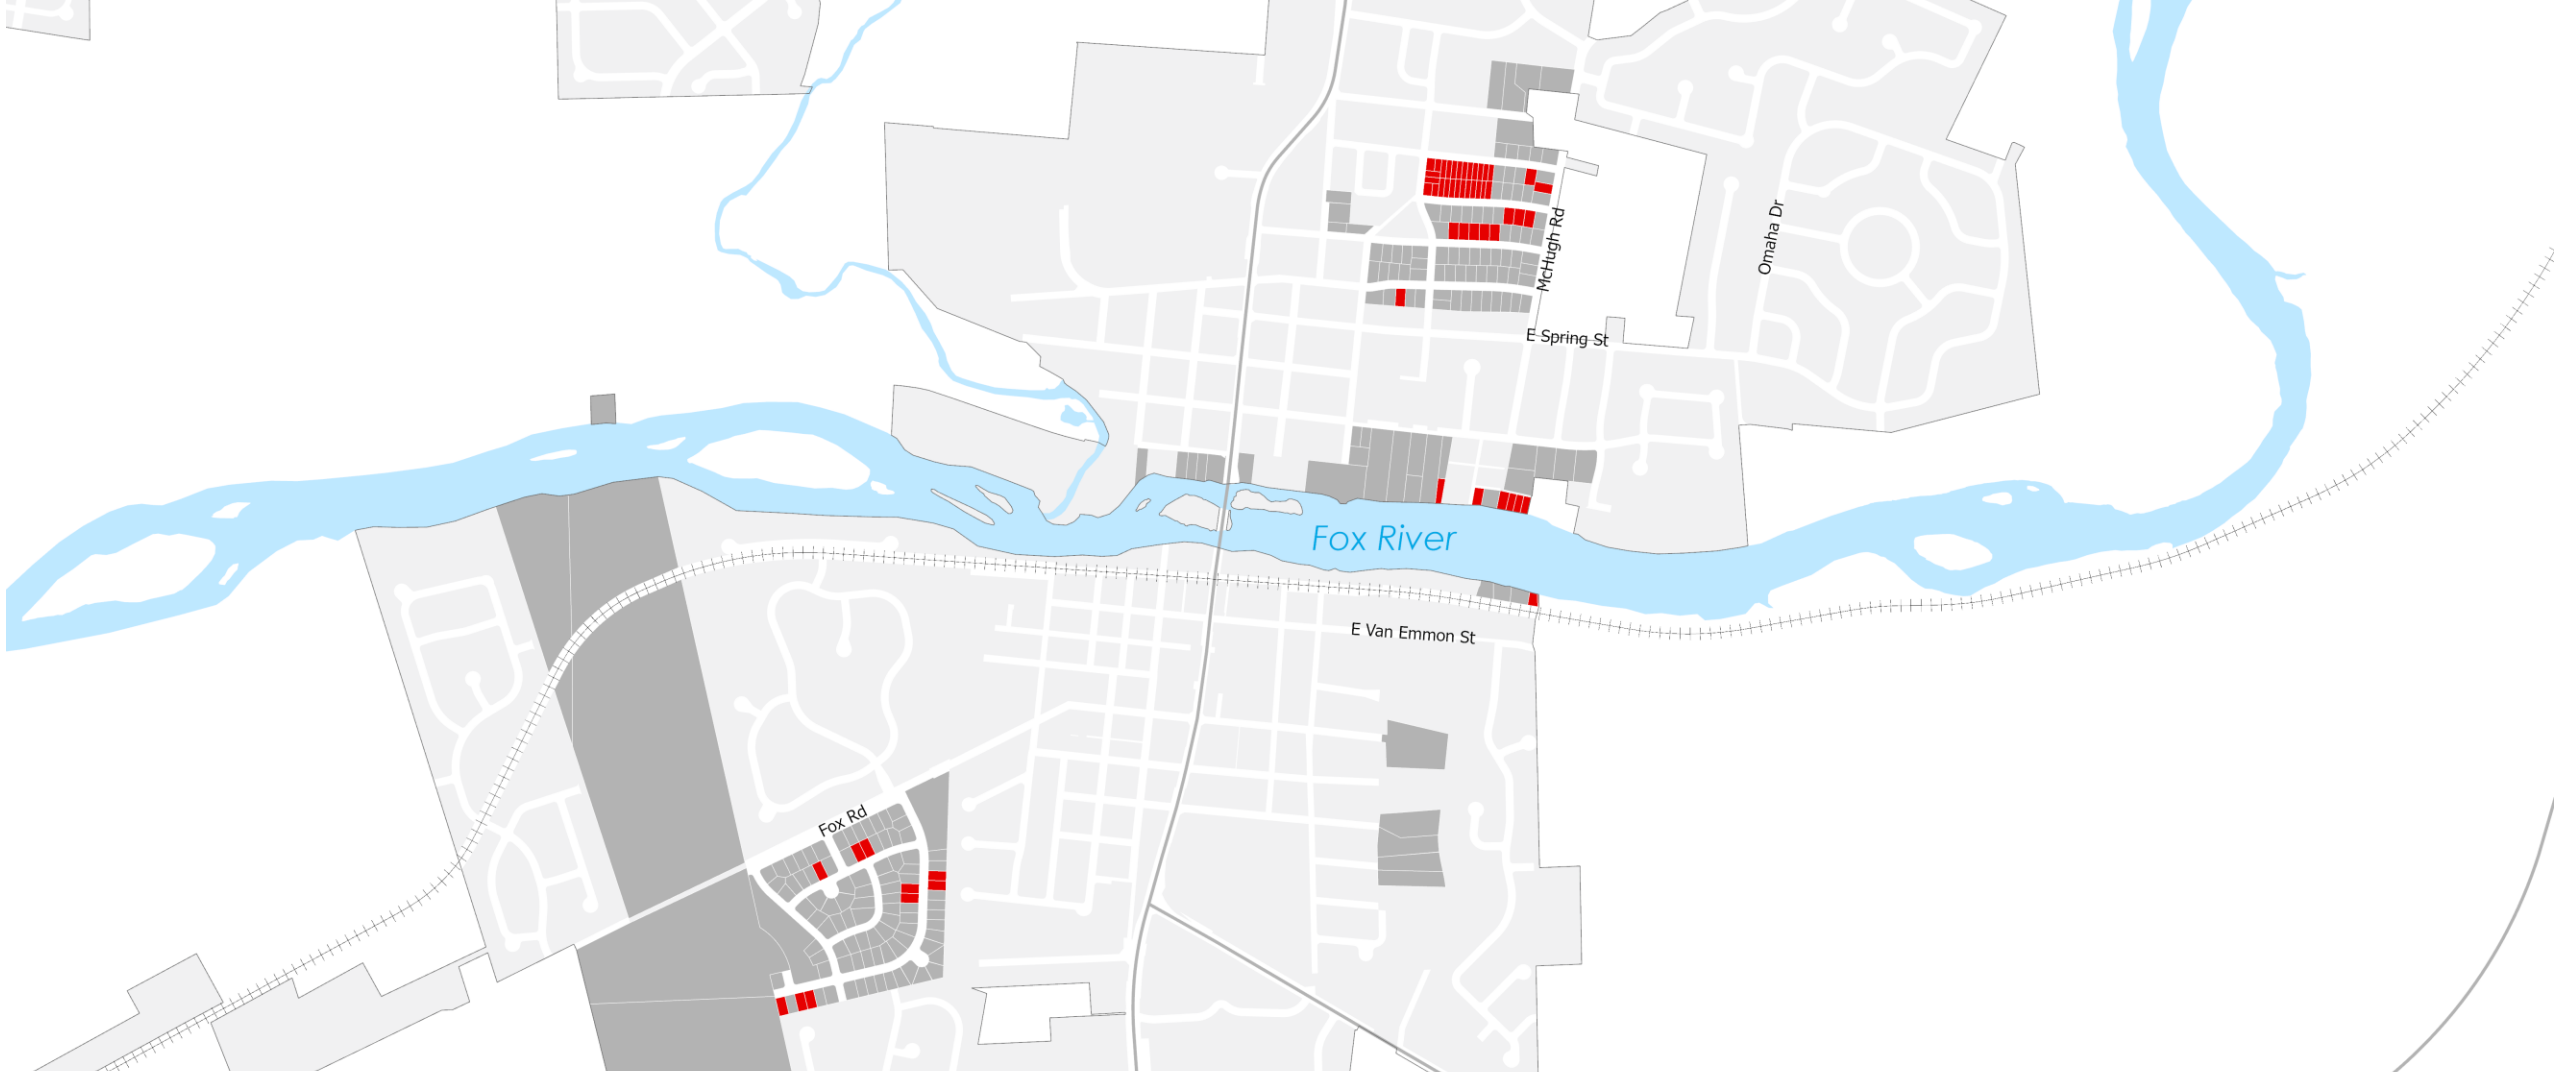 McHugh Rd
Omaha Dr
E Spring St
Fox River
E Van Emmon St
Fox Rd